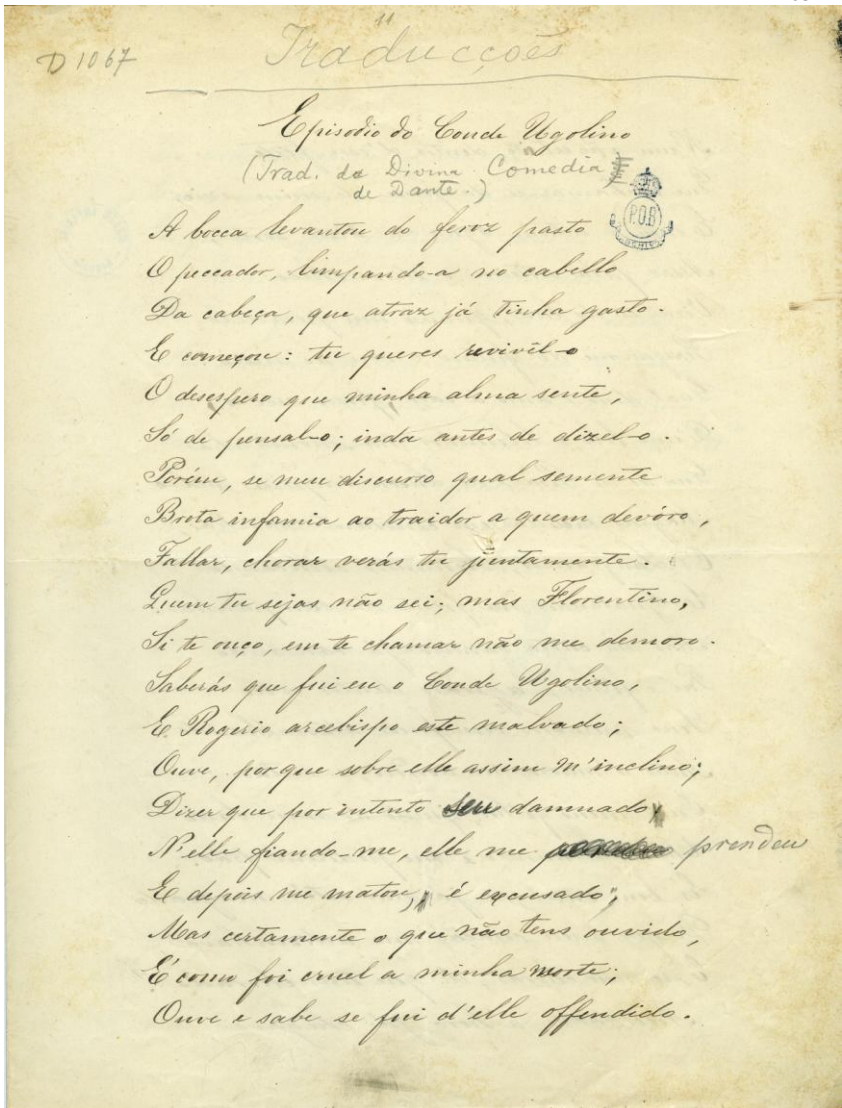 11
D 1067
Traducções
Episodio do Conde Ugolino
(Trad. da Divina Comedia
de Dante.)
P.O.B
A bocca levantou do feroz pasto
O peccador, limpando-a no cabello
Da cabeça, que atraz já tinha gasto.
E começou: tu queres revivil-o
O desespero que minha alma sente,
Só de pensal-o; inda antes de dizel-o.
Porém, se meu discurso qual semente
Brota infamia ao traidor a quem devóro,
Fallar, chorar verás tu juntamente.
Quem tu sejas não sei; mas Florentino,
Si te ouço, em te chamar não me demoro.
Saberás que fui eu o Conde Ugolino,
E Rogerio arcebispo este malvado;
Ouve, por que sobre elle assim m'inclino;
Dizer que por intento seu damnado
N'elle fiando-me, elle me prendeu
E depois me matou, é excusado;
Mas certamente o que não tens ouvido,
É como foi cruel a minha morte;
Ouve e sabe se fui d'elle offendido.